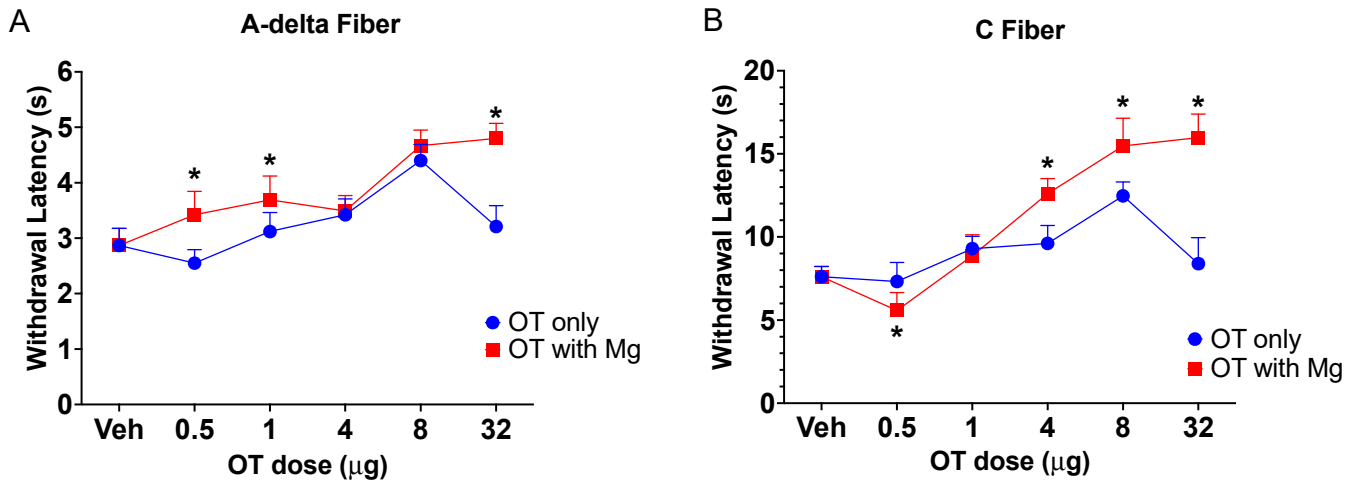 A
A-delta Fiber
Withdrawal Latency (s)
6
5
4
3
2
1
0
* * *
OT only
OT with Mg
Veh 0.5 1 4 8 32
OT dose (μg)
B
C Fiber
Withdrawal Latency (s)
20
15
10
5
0
* * * *
OT only
OT with Mg
Veh 0.5 1 4 8 32
OT dose (μg)